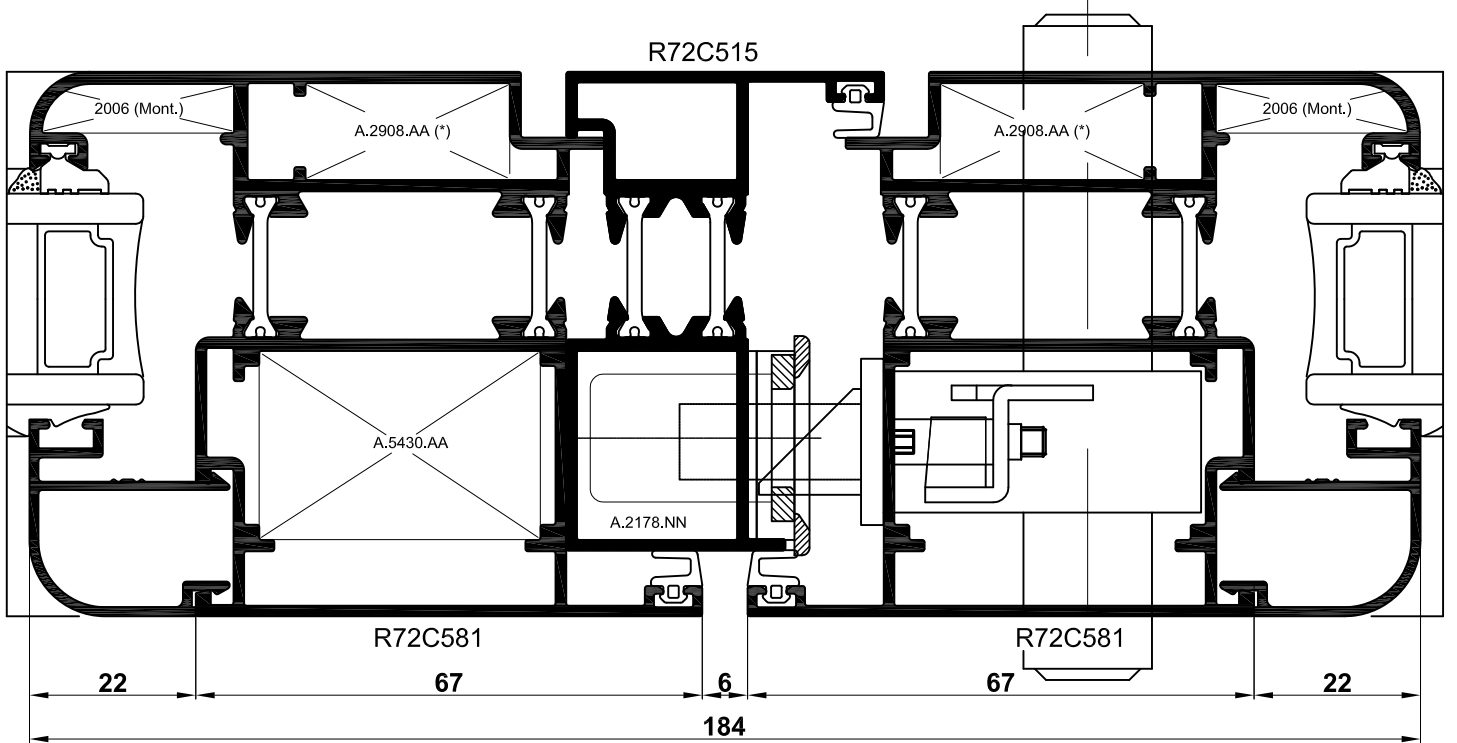 R72C515
2006 (Mont.)
A.2908.AA (*)
A.2908.AA (*)
2006 (Mont.)
A.5430.AA
A.2178.NN
R72C581
R72C581
22
67
6
67
22
184